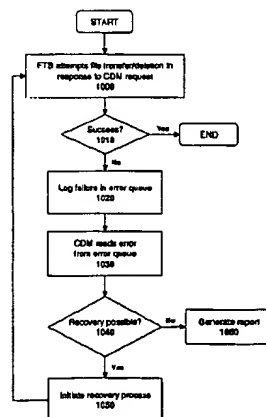 START
FTS attempts file transfer/deletion in
response to CDM request
1000
Success?
1010
Yes
END
No
Log failure in error queue
1020
CDM reads error
from error queue
1030
Recovery possible?
1040
No
Generate report
1060
Yes
Initiate recovery process
1050